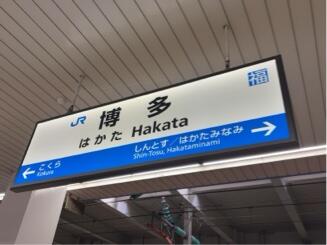 JR 博多 福
はかた Hakata
しんとす/はかたみなみ
Shin-Tosu, Hakataminami
こくら
Kokura